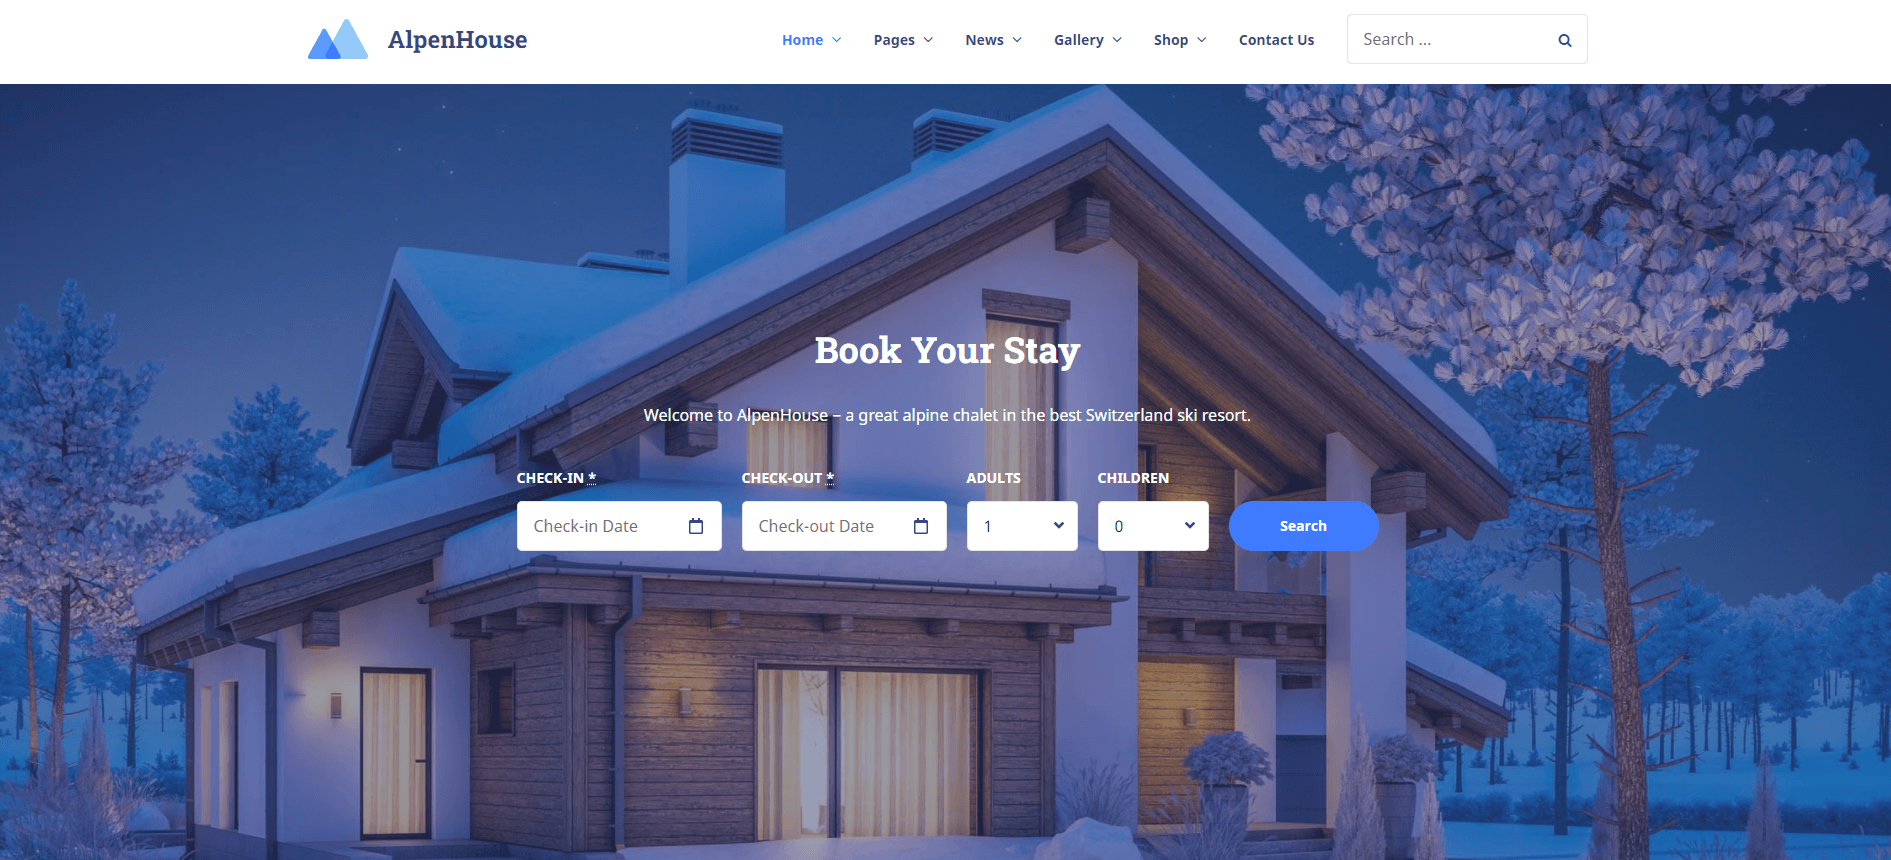 AlpenHouse
Home Pages News Gallery Shop Contact Us Search ...
Book Your Stay
Welcome to AlpenHouse – a great alpine chalet in the best Switzerland ski resort.
CHECK-IN * CHECK-OUT * ADULTS CHILDREN
Check-in Date Check-out Date 1 0 Search